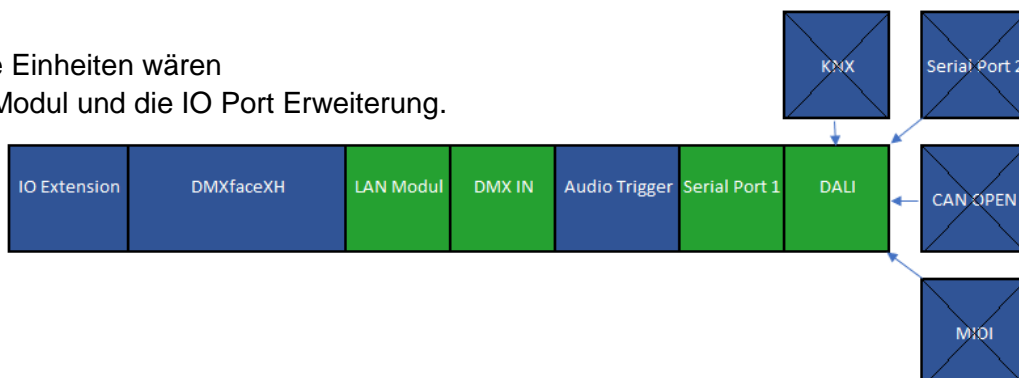 e Einheiten wären
Modul und die IO Port Erweiterung.
KNX
Serial Port 2
IO Extension
DMXfaceXH
LAN Modul
DMX IN
Audio Trigger
Serial Port 1
DALI
CAN OPEN
MIDI